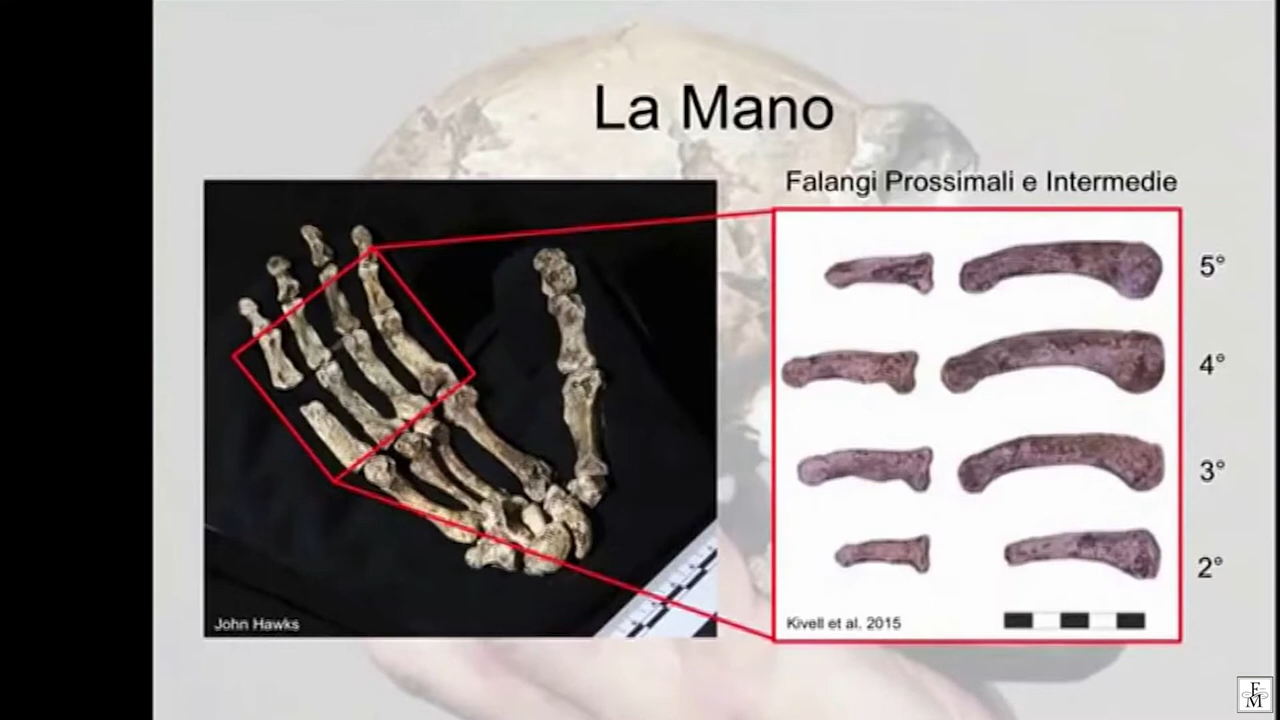 La Mano
Falangi Prossimali e Intermedie
5°
4°
3°
2°
John Hawks
Kivell et al. 2015
F
M